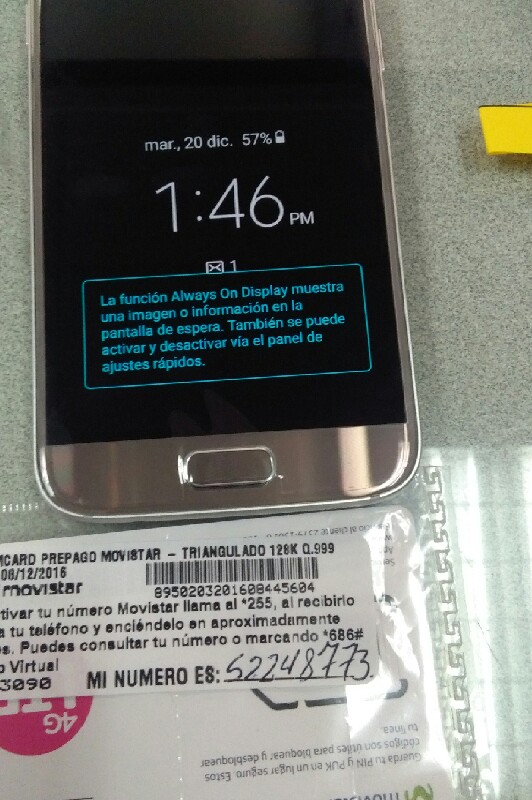 mar., 20 dic. 57%
1:46 PM
1
La función Always On Display muestra
una imagen o información en la
pantalla de espera. También se puede
activar y desactivar vía el panel de
ajustes rápidos.
MCARD PREPAGO MOVISTAR - TRIANGULADO 128K Q.999
08/12/2016
movistar
8950203201608445604
tivar tu número Movistar llama al *255, al recibirlo
a tu teléfono y enciéndelo en aproximadamente
s. Puedes consultar tu número o marcando *686#
o Virtual
3090
MI NUMERO ES: 52248773
4G
LTE
tu línea.
códigos son útiles para bloquear y desbloquear
Guarda tu PIN y PUK en un lugar seguro. Estos
movistar